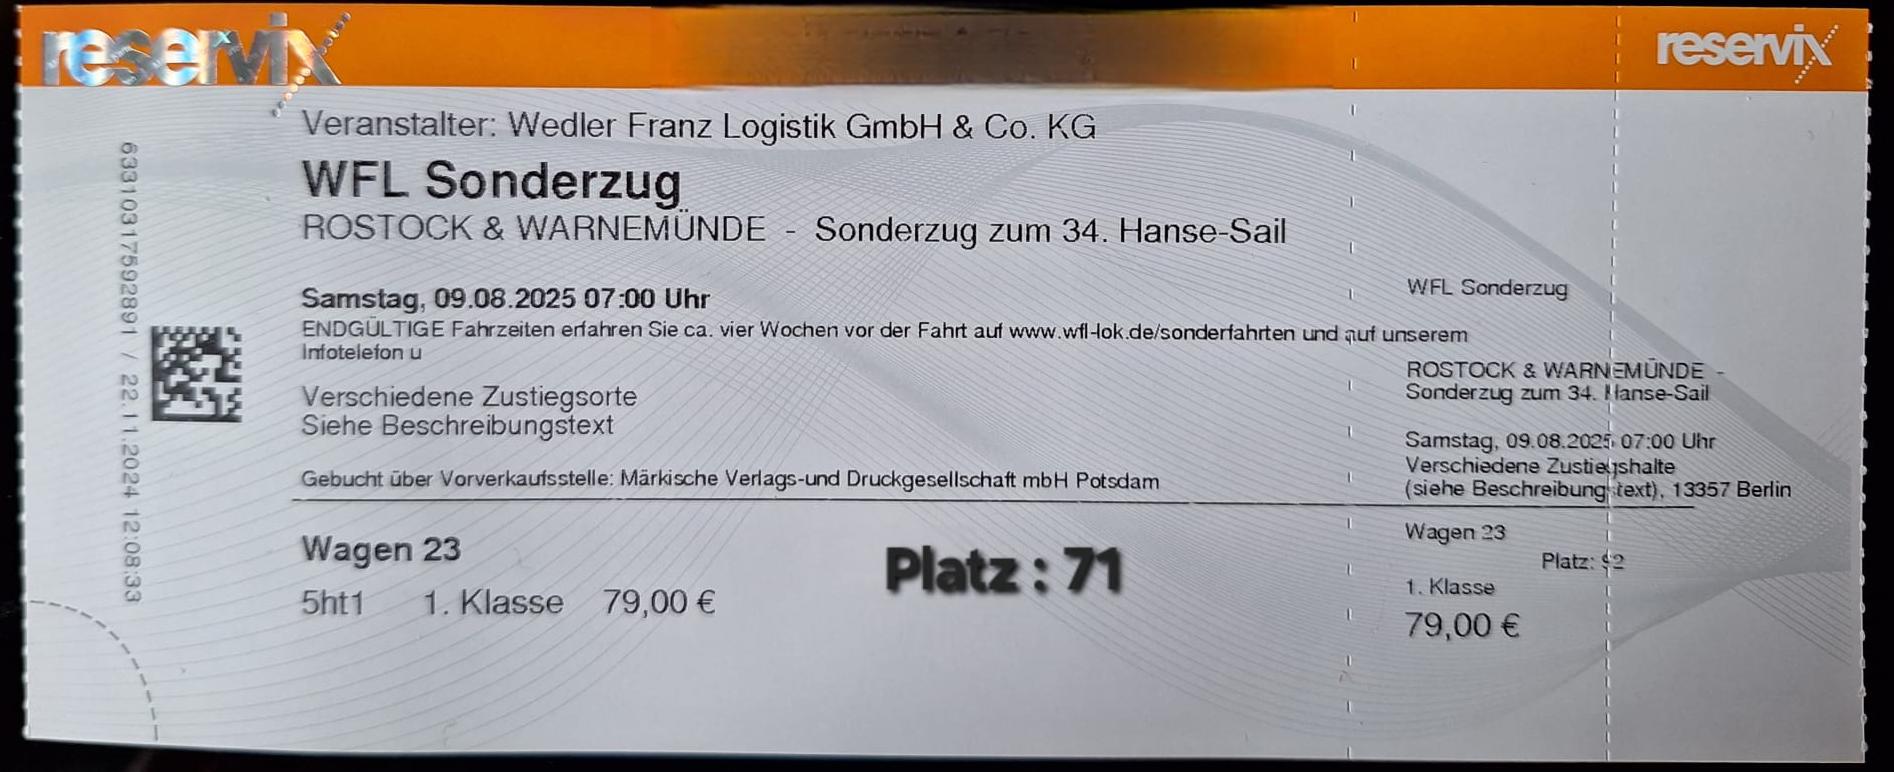 reservix
reservix
Veranstalter: Wedler Franz Logistik GmbH & Co. KG
WFL Sonderzug
ROSTOCK & WARNEMÜNDE - Sonderzug zum 34. Hanse-Sail
Samstag, 09.08.2025 07:00 Uhr
ENDGÜLTIGE Fahrzeiten erfahren Sie ca. vier Wochen vor der Fahrt auf www.wfl-lok.de/sonderfahrten und auf unserem
Infotelefon u
Verschiedene Zustiegsorte
Siehe Beschreibungstext
Gebucht über Vorverkaufsstelle: Märkische Verlags-und Druckgesellschaft mbH Potsdam
Wagen 23
Platz : 71
5ht1 1. Klasse 79,00 €
63310317592891 / 22.11.2024 12:08:33
WFL Sonderzug
ROSTOCK & WARNEMÜNDE -
Sonderzug zum 34. Hanse-Sail
Samstag, 09.08.2025 07:00 Uhr
Verschiedene Zustiegshalte
(siehe Beschreibungstext), 13357 Berlin
Wagen 23
Platz:
1. Klasse
79,00 €